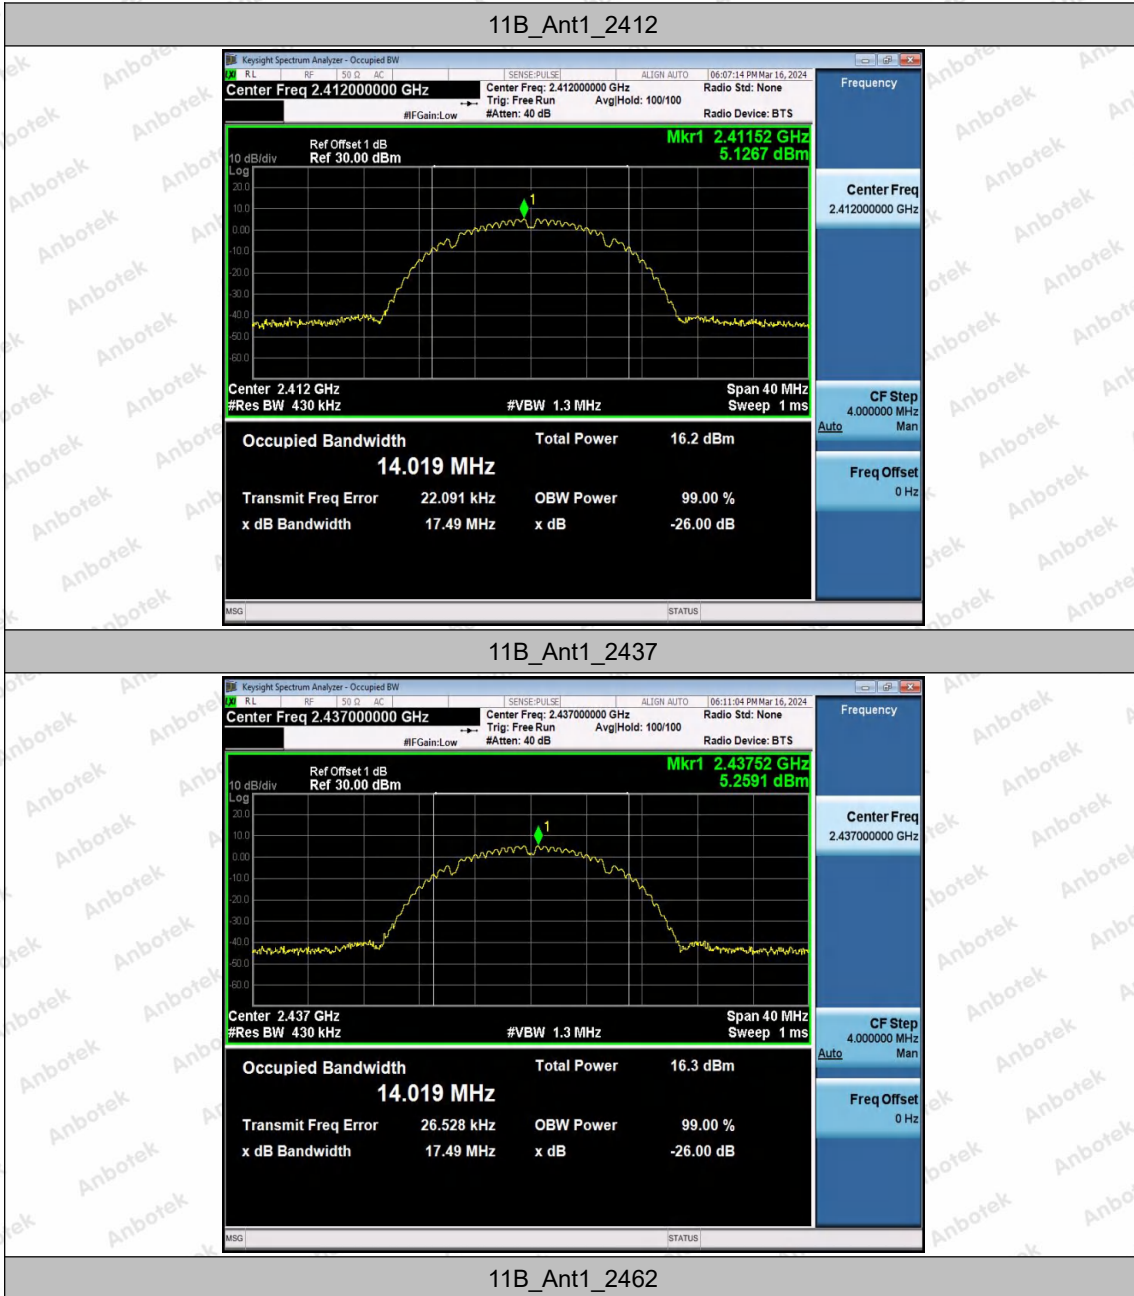 11B_Ant1_2412
Keysight Spectrum Analyzer - Occupied BW
LXI RL RF 50 Ω AC SENSE:PULSE ALIGN AUTO 06:07:14 PM Mar 16, 2024
Center Freq 2.412000000 GHz
Center Freq: 2.412000000 GHz
Radio Std: None
Trig: Free Run Avg|Hold: 100/100
#IFGain:Low #Atten: 40 dB Radio Device: BTS
Frequency
Mkr1 2.41152 GHz
5.1267 dBm
Ref Offset 1 dB
10 dB/div Ref 30.00 dBm
Log
20.0
10.0
0.00
-10.0
-20.0
-30.0
-40.0
-50.0
-60.0
1
Center 2.412 GHz Span 40 MHz
#Res BW 430 kHz #VBW 1.3 MHz Sweep 1 ms
Center Freq
2.412000000 GHz
CF Step
4.000000 MHz
Auto Man
Freq Offset
0 Hz
Occupied Bandwidth Total Power 16.2 dBm
14.019 MHz
Transmit Freq Error 22.091 kHz OBW Power 99.00 %
x dB Bandwidth 17.49 MHz x dB -26.00 dB
MSG STATUS
11B_Ant1_2437
Keysight Spectrum Analyzer - Occupied BW
LXI RL RF 50 Ω AC SENSE:PULSE ALIGN AUTO 06:11:04 PM Mar 16, 2024
Center Freq 2.437000000 GHz
Center Freq: 2.437000000 GHz
Radio Std: None
Trig: Free Run Avg|Hold: 100/100
#IFGain:Low #Atten: 40 dB Radio Device: BTS
Frequency
Mkr1 2.43752 GHz
5.2591 dBm
Ref Offset 1 dB
10 dB/div Ref 30.00 dBm
Log
20.0
10.0
0.00
-10.0
-20.0
-30.0
-40.0
-50.0
-60.0
1
Center 2.437 GHz Span 40 MHz
#Res BW 430 kHz #VBW 1.3 MHz Sweep 1 ms
Center Freq
2.437000000 GHz
CF Step
4.000000 MHz
Auto Man
Freq Offset
0 Hz
Occupied Bandwidth Total Power 16.3 dBm
14.019 MHz
Transmit Freq Error 26.528 kHz OBW Power 99.00 %
x dB Bandwidth 17.49 MHz x dB -26.00 dB
MSG STATUS
11B_Ant1_2462
Anbotek